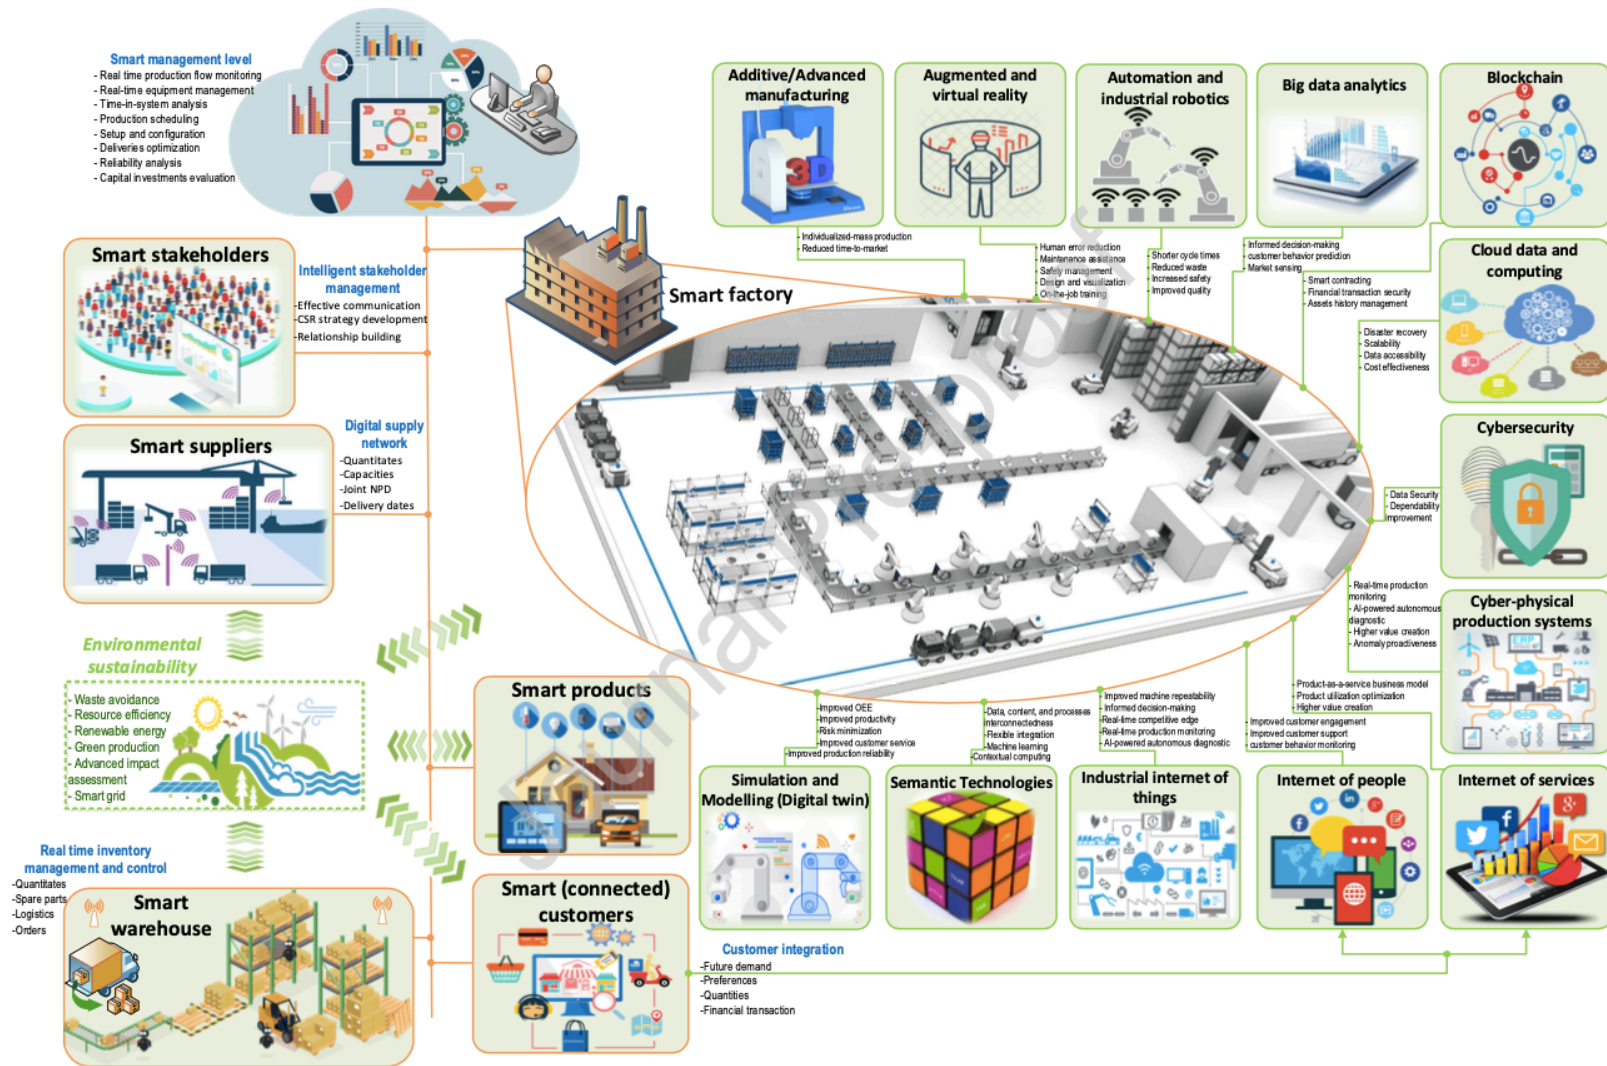 Smart management level
- Real time production flow monitoring
- Real-time equipment management
- Time-in-system analysis
- Production scheduling
- Setup and configuration
- Deliveries optimization
- Reliability analysis
- Capital investments evaluation
Smart stakeholders
Intelligent stakeholder
management
-Effective communication
-CSR strategy development
-Relationship building
Smart suppliers
Digital supply
network
-Quantitates
-Capacities
-Joint NPD
-Delivery dates
Environmental
sustainability
- Waste avoidance
- Resource efficiency
- Renewable energy
- Green production
- Advanced impact
assessment
- Smart grid
Real time inventory
management and control
-Quantitates
-Spare parts
-Logistics
-Orders
Smart
warehouse
Smart factory
Smart products
Smart (connected)
customers
Customer integration
-Future demand
-Preferences
-Quantities
-Financial transaction
Additive/Advanced
manufacturing
3D
- Individualized-mass production
- Reduced time-to-market
Augmented and
virtual reality
- Human error reduction
- Maintenance assistance
- Safety management
- Design and visualization
- On-the-job training
Automation and
industrial robotics
- Shorter cycle times
- Reduced waste
- Increased safety
- Improved quality
Big data analytics
- Informed decision-making
- customer behavior prediction
- Market sensing
Blockchain
- Smart contracting
- Financial transaction security
- Assets history management
Cloud data and
computing
- Disaster recovery
- Scalability
- Data accessibility
- Cost effectiveness
Cybersecurity
- Data Security
- Dependability
improvement
Cyber-physical
production systems
ERP
- Real-time production
monitoring
- AI-powered autonomous
diagnostic
- Higher value creation
- Anomaly proactiveness
Simulation and
Modelling (Digital twin)
- Improved OEE
- Improved productivity
- Risk minimization
- Improved customer service
-Improved production reliability
Semantic Technologies
-Data, content, and processes
interconnectedness
- Flexible integration
- Machine learning
-Contextual computing
Industrial internet of
things
- Improved machine repeatability
- Informed decision-making
-Real-time competitive edge
-Real-time production monitoring
- AI-powered autonomous diagnostic
Internet of people
- Improved customer engagement
- Improved customer support
customer behavior monitoring
Internet of services
- Product-as-a-service business model
- Product utilization optimization
- Higher value creation
Journal Pre-proof